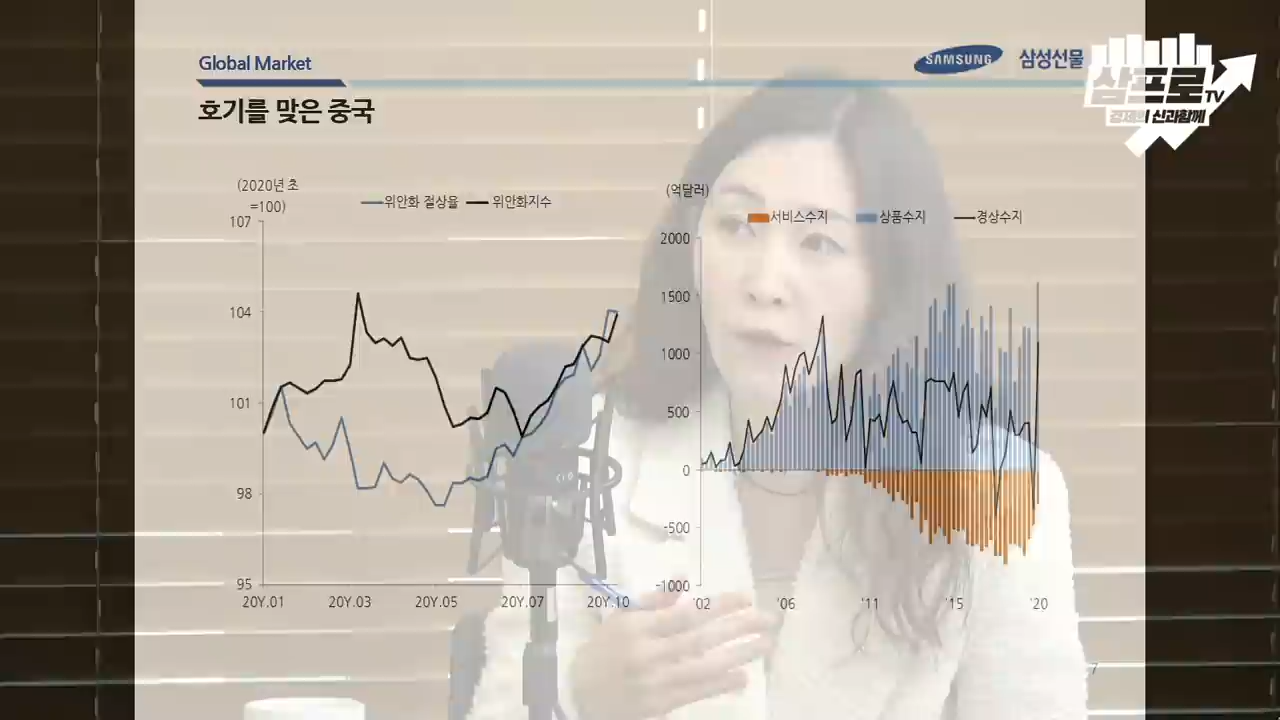 Global Market
SAMSUNG 삼성선물
삼프로TV
경제의 신과함께
호기를 맞은 중국
(2020년 초
=100)
위안화 절상율 위안화지수
107
104
101
98
95
20Y.01 20Y.03 20Y.05 20Y.07 20Y.10
(억달러)
서비스수지 상품수지 경상수지
2000
1500
1000
500
0
-500
-1000
'02 '06 '11 '15 '20
7